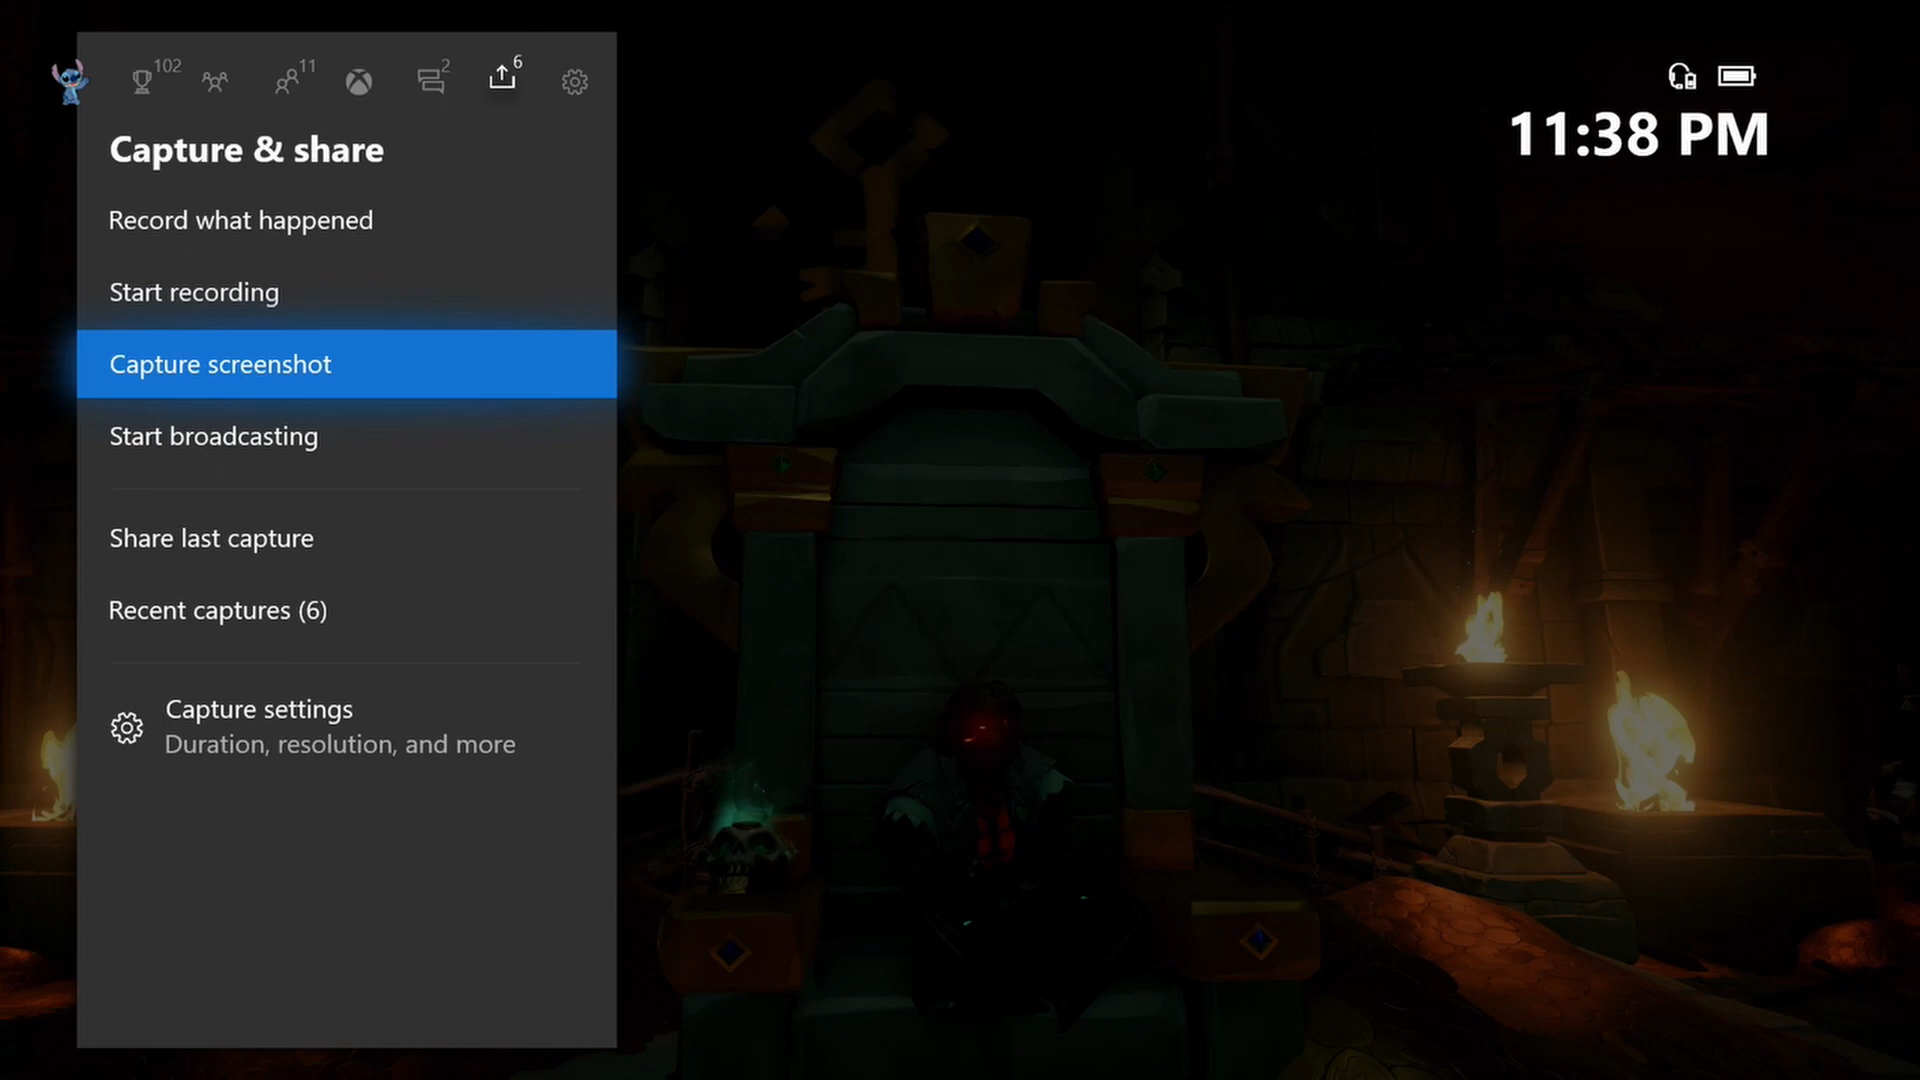 102
11
2
6
11:38 PM
Capture & share
Record what happened
Start recording
Capture screenshot
Start broadcasting
Share last capture
Recent captures (6)
Capture settings
Duration, resolution, and more